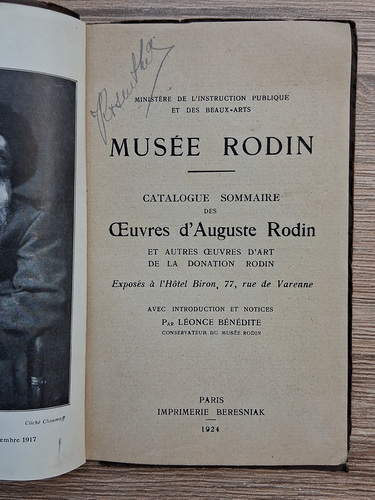 Rosenthal
MINISTÈRE DE L'INSTRUCTION PUBLIQUE
ET DES BEAUX-ARTS
MUSÉE RODIN
CATALOGUE SOMMAIRE
DES
Œuvres d'Auguste Rodin
ET AUTRES ŒUVRES D'ART
DE LA DONATION RODIN
Exposés à l'Hôtel Biron, 77, rue de Varenne
AVEC INTRODUCTION ET NOTICES
PAR LÉONCE BÉNÉDITE
CONSERVATEUR DU MUSÉE RODIN
PARIS
IMPRIMERIE BERESNIAK
1924
Cliché
embre 1917